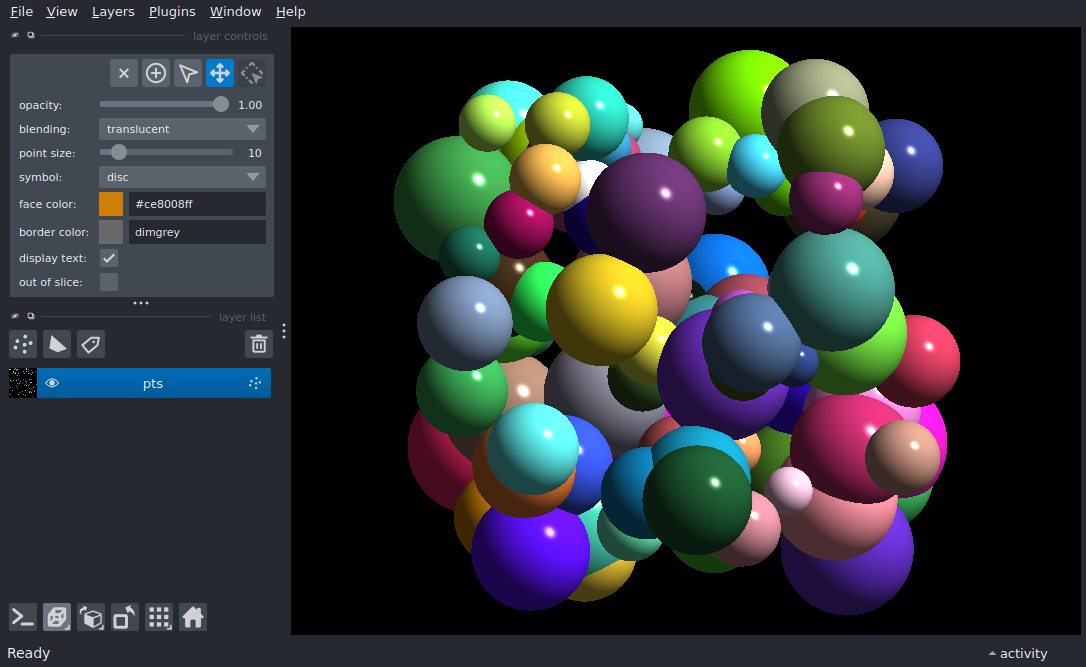 File View Layers Plugins Window Help
layer controls
opacity: 1.00
blending: translucent
point size: 10
symbol: disc
face color: #ce8008ff
border color: dimgrey
display text:
out of slice:
layer list
pts
Ready
activity